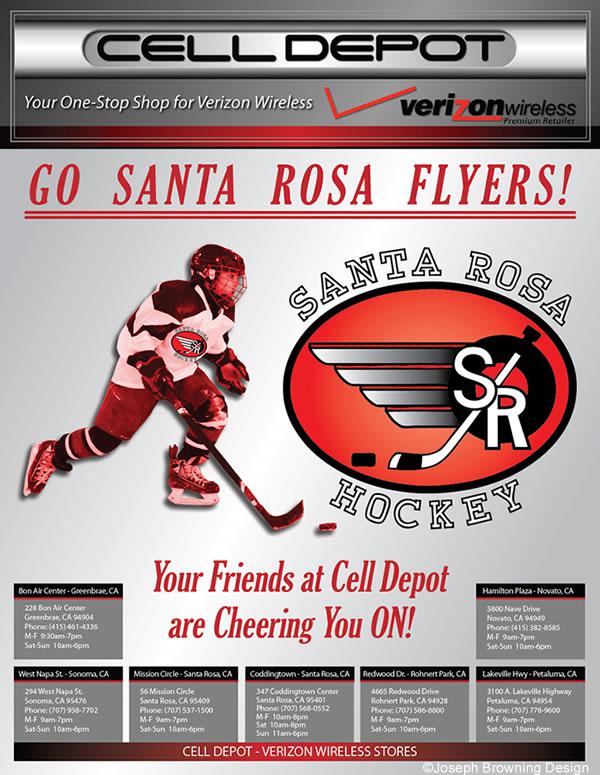 CELL DEPOT
Your One-Stop Shop for Verizon Wireless
verizonwireless
Premium Retailer
GO SANTA ROSA FLYERS!
SANTA ROSA
S/R
HOCKEY
SANTA ROSA
HOCKEY
Your Friends at Cell Depot
are Cheering You ON!
Bon Air Center - Greenbrae, CA
228 Bon Air Center
Greenbrae, CA 94904
Phone: (415) 461-4336
M-F 9:30am-7pm
Sat-Sun 10am-6pm
Hamilton Plaza - Novato, CA
5800 Nave Drive
Novato, CA 94949
Phone: (415) 382-8585
M-F 9am-7pm
Sat-Sun 10am-6pm
West Napa St. - Sonoma, CA
294 West Napa St.
Sonoma, CA 95476
Phone: (707) 938-7702
M-F 9am-7pm
Sat-Sun 10am-6pm
Mission Circle - Santa Rosa, CA
56 Mission Circle
Santa Rosa, CA 95409
Phone: (707) 537-1500
M-F 9am-7pm
Sat-Sun 10am-6pm
Coddingtown - Santa Rosa, CA
347 Coddingtown Center
Santa Rosa, CA 95401
Phone: (707) 568-0552
M-F 10am-8pm
Sat 10am-8pm
Sun 11am-6pm
Redwood Dr. - Rohnert Park, CA
4665 Redwood Drive
Rohnert Park, CA 94928
Phone: (707) 586-8800
M-F 9am-7pm
Sat-Sun 10am-6pm
Lakeville Hwy - Petaluma, CA
3100 A. Lakeville Highway
Petaluma, CA 94954
Phone: (707) 778-9600
M-F 9am-7pm
Sat-Sun 10am-6pm
CELL DEPOT - VERIZON WIRELESS STORES
©Joseph Browning Design